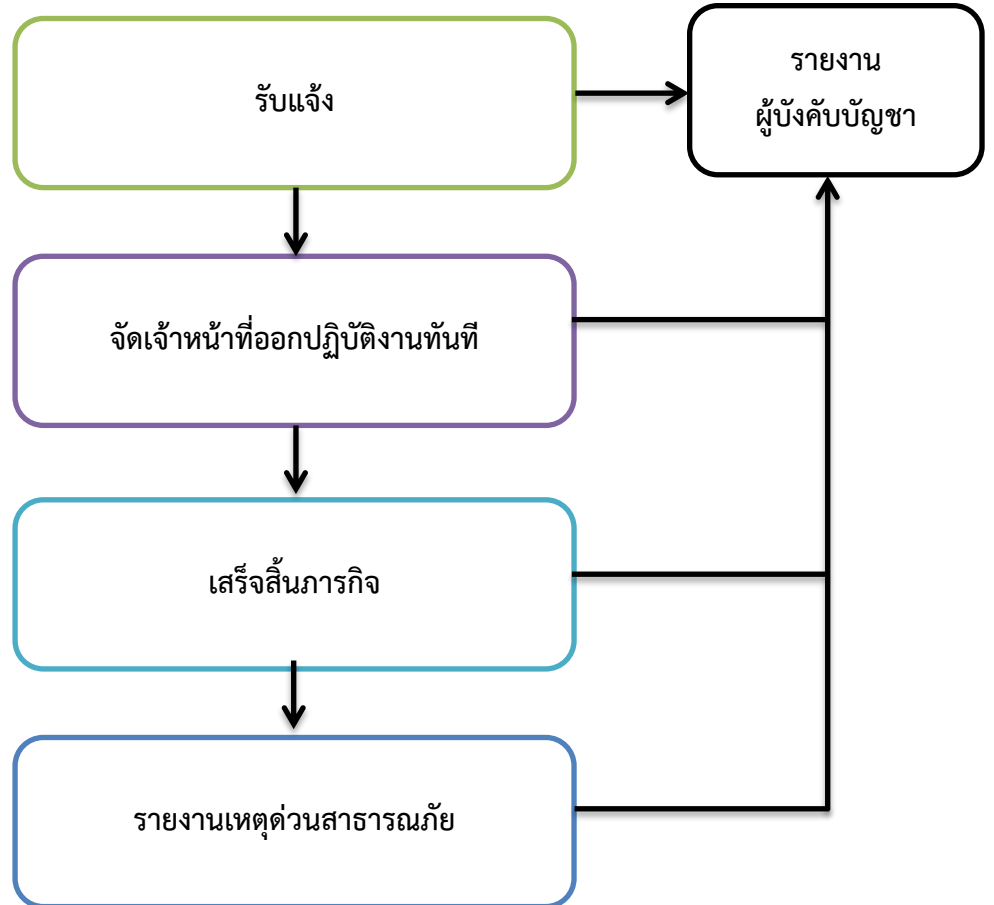 รับแจ้ง
รายงาน
ผู้บังคับบัญชา
จัดเจ้าหน้าที่ออกปฏิบัติงานทันที
เสร็จสิ้นภารกิจ
รายงานเหตุด่วนสาธารณภัย